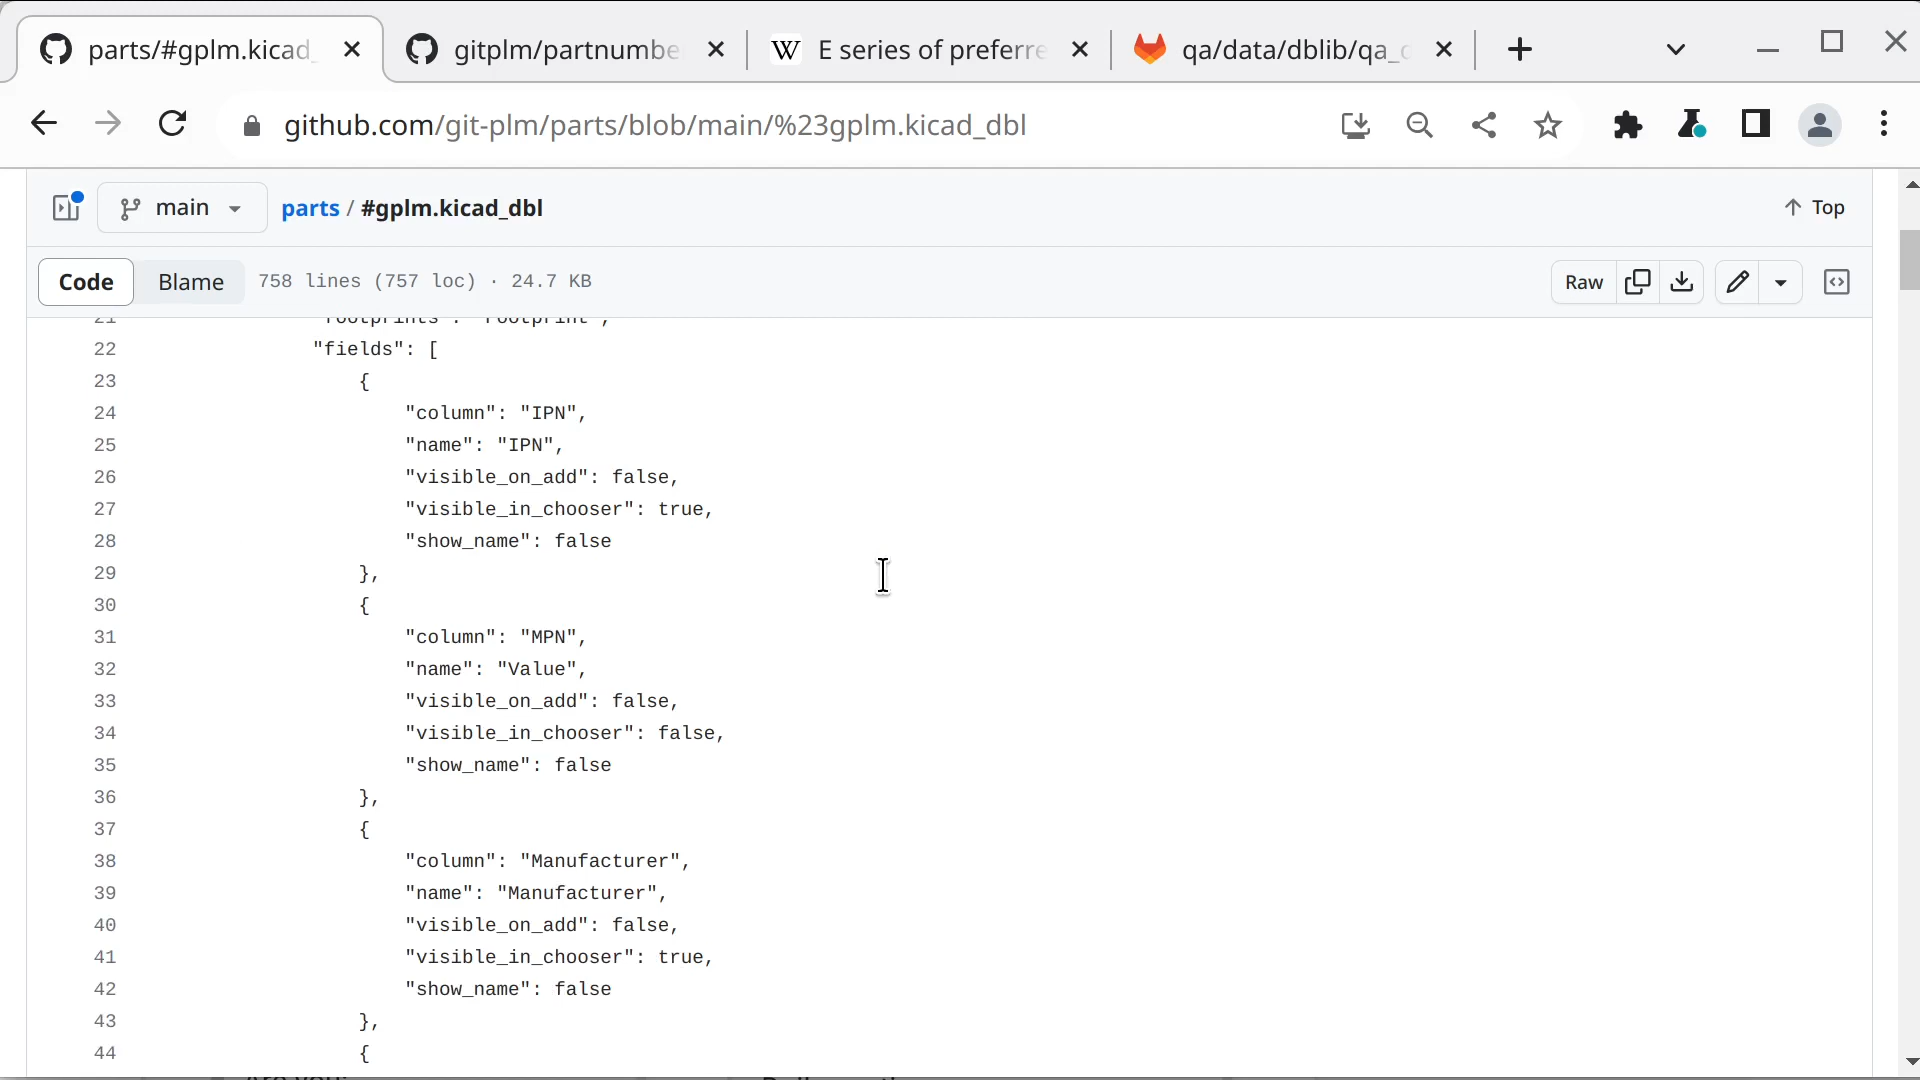 parts/#gplm.kicad_
gitplm/partnumbe
W E series of preferre
qa/data/dblib/qa_
github.com/git-plm/parts/blob/main/%23gplm.kicad_dbl
main
parts / #gplm.kicad_dbl
Top
Code
Blame
758 lines (757 loc) · 24.7 KB
Raw
21 "footprints": "Footprint",
22 "fields": [
23 {
24 "column": "IPN",
25 "name": "IPN",
26 "visible_on_add": false,
27 "visible_in_chooser": true,
28 "show_name": false
29 },
30 {
31 "column": "MPN",
32 "name": "Value",
33 "visible_on_add": false,
34 "visible_in_chooser": false,
35 "show_name": false
36 },
37 {
38 "column": "Manufacturer",
39 "name": "Manufacturer",
40 "visible_on_add": false,
41 "visible_in_chooser": true,
42 "show_name": false
43 },
44 {